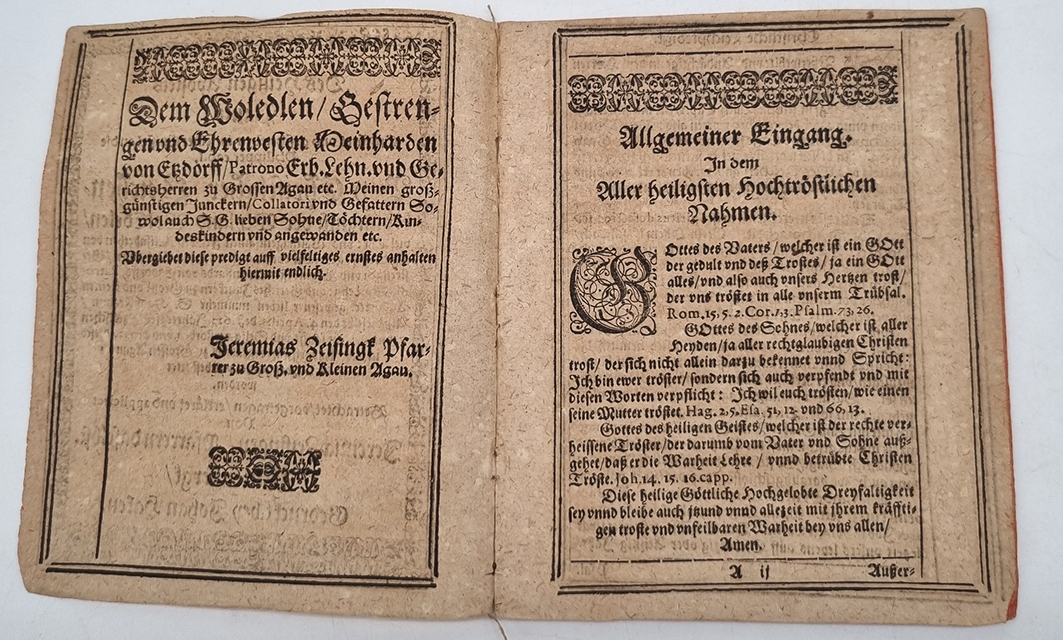 Dem Woledlen/Gestren-
gen vnd Ehrenvesten Meinharden
von Etzdorff/Patrono Erb. Lehn. vnd Ge-
richtsherren zu Grossen Agau etc. Meinen groß-
günstigen Junckern/Collatori vnd Gefattern So-
wol auch S. G. lieben Sohne/Töchtern/Kin-
deskindern vnd angewanden etc.
Vbergiebet diese predigt auff vielfeltiges ernstes anhalten
hiermit endlich.
Jeremias Zeisingk Pfar-
rer zu Groß. vnd Kleinen Agau.
Allgemeiner Eingang.
In dem
Aller heiligsten Hochtröstlichen
Nahmen.
GOttes des Vaters/welcher ist ein GOtt
der gedult vnd deß Trostes/ja ein GOtt
alles/vnd also auch vnsers Hertzen trost/
der vns tröstet in alle vnserm Trübsal.
Rom. 15, 5. 2. Cor. 1. 3. Psalm. 73, 26.
GOttes des Sohnes/welcher ist aller
Heyden/ja aller rechtglaubigen Christen
trost/der sich nicht allein darzu bekennet vnnd Spricht:
Ich bin ewer tröster/sondern sich auch verpfendt vnd mit
diesen Worten verpflicht: Ich wil euch trösten/wie einen
seine Mutter tröstet. Hag. 2, 5. Esa. 51, 12. vnd 66, 13.
Gottes des heiligen Geistes/welcher ist der rechte ver-
heissene Tröster/der darumb vom Vater vnd Sohne auß-
gehet/daß er die Warheit Lehre/vnnd betrübte Christen
Tröste. Joh. 14. 15. 16. capp.
Diese heilige Göttliche Hochgelobte Dreyfaltigkeit
sey vnnd bleibe auch jtzund vnnd allezeit mit jhrem kräffti-
gen troste vnd vnfeilbaren Warheit bey vns allen/
Amen.
A ij Außer-